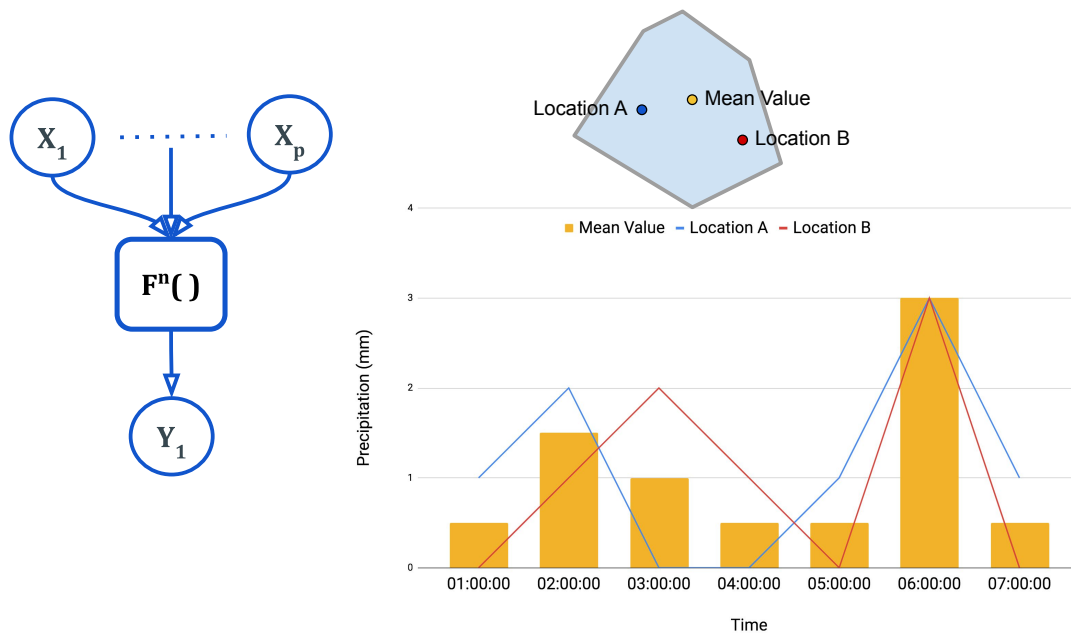 X1
Xp
Fn( )
Y1
Location A
Mean Value
Location B
Mean Value
Location A
Location B
Precipitation (mm)
4
3
2
1
0
01:00:00
02:00:00
03:00:00
04:00:00
05:00:00
06:00:00
07:00:00
Time